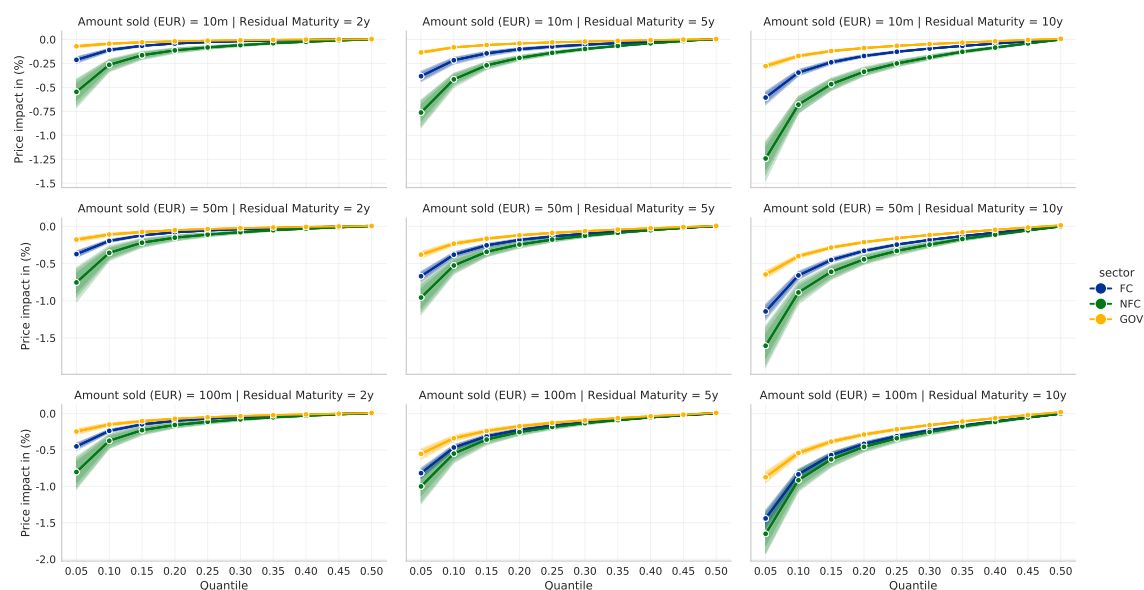 Amount sold (EUR) = 10m | Residual Maturity = 2y
Amount sold (EUR) = 10m | Residual Maturity = 5y
Amount sold (EUR) = 10m | Residual Maturity = 10y
0.0
-0.25
-0.5
-0.75
-1.0
-1.25
-1.5
Price impact in (%)
Amount sold (EUR) = 50m | Residual Maturity = 2y
Amount sold (EUR) = 50m | Residual Maturity = 5y
Amount sold (EUR) = 50m | Residual Maturity = 10y
0.0
-0.5
-1.0
-1.5
Price impact in (%)
sector
FC
NFC
GOV
Amount sold (EUR) = 100m | Residual Maturity = 2y
Amount sold (EUR) = 100m | Residual Maturity = 5y
Amount sold (EUR) = 100m | Residual Maturity = 10y
0.0
-0.5
-1.0
-1.5
-2.0
Price impact in (%)
0.05 0.10 0.15 0.20 0.25 0.30 0.35 0.40 0.45 0.50
Quantile
0.05 0.10 0.15 0.20 0.25 0.30 0.35 0.40 0.45 0.50
Quantile
0.05 0.10 0.15 0.20 0.25 0.30 0.35 0.40 0.45 0.50
Quantile